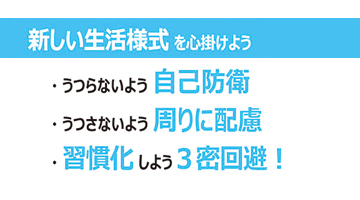 新しい生活様式 を心掛けよう
・うつらないよう 自己防衛
・うつさないよう 周りに配慮
・習慣化 しよう 3密回避！